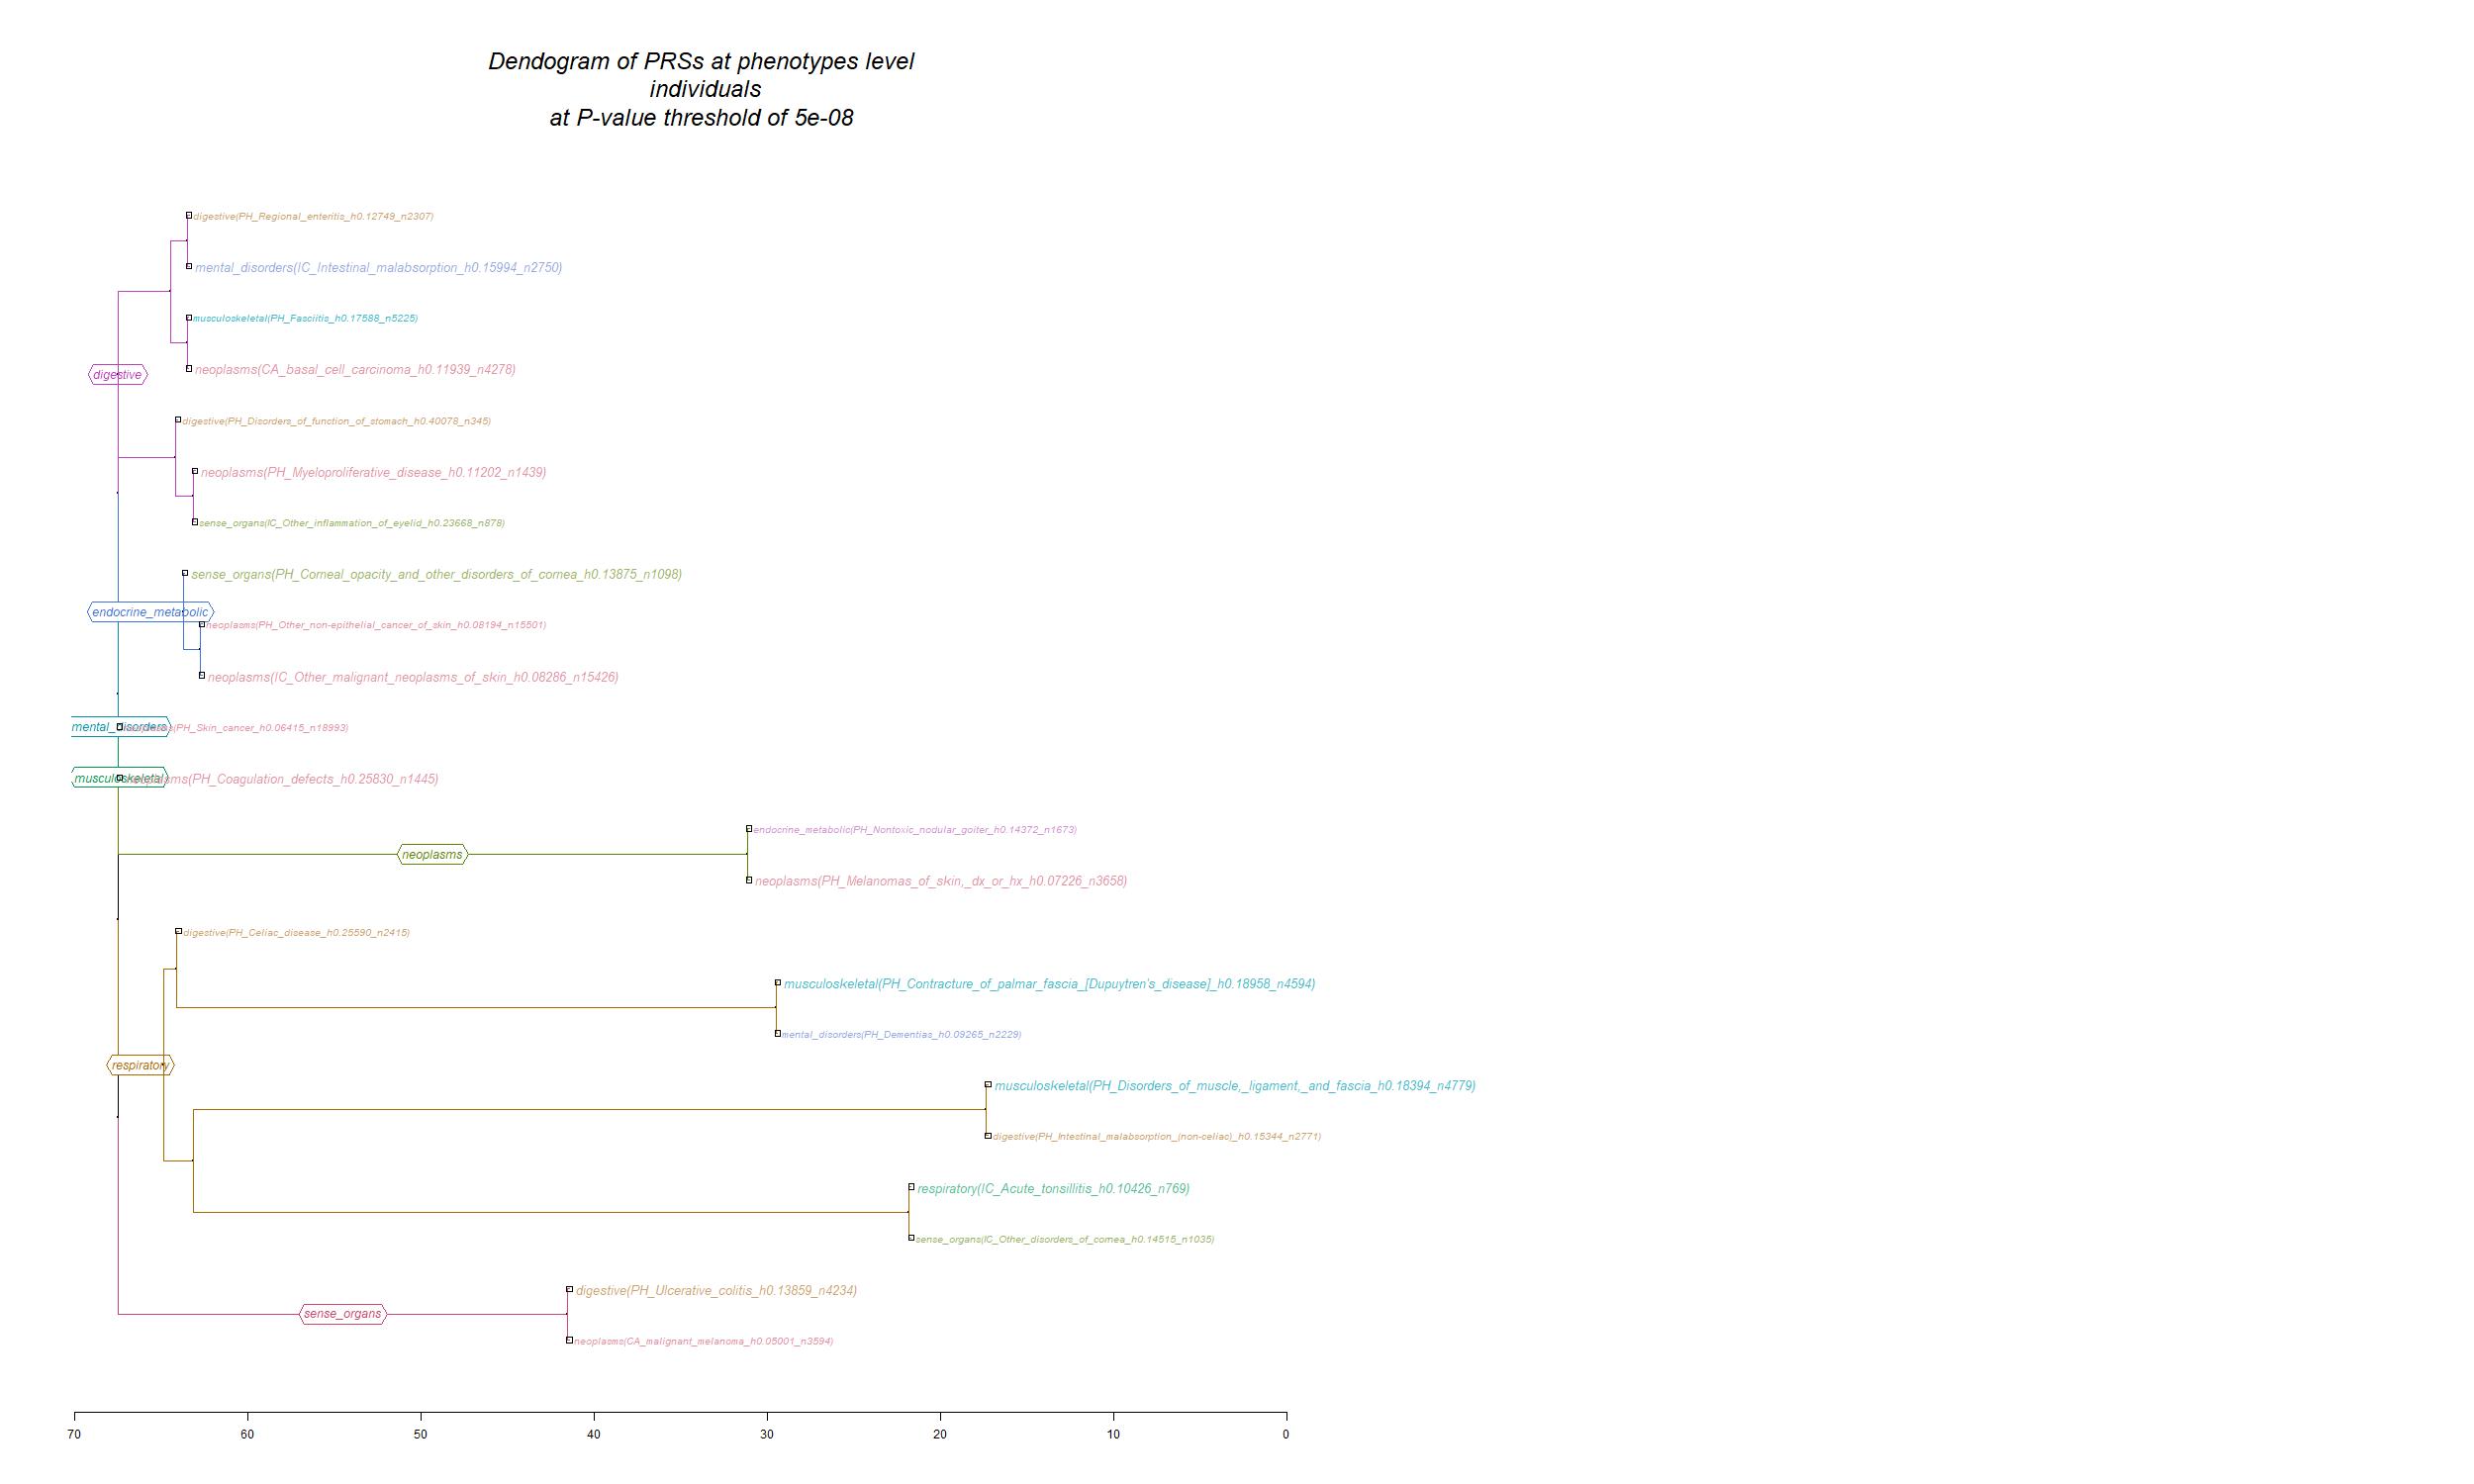 Dendogram of PRSs at phenotypes level
individuals
at P-value threshold of 5e-08
digestive(PH_Regional_enteritis_h0.12749_n2307)
mental_disorders(IC_Intestinal_malabsorption_h0.15994_n2750)
musculoskeletal(PH_Fasciitis_h0.17588_n5225)
neoplasms(CA_basal_cell_carcinoma_h0.11939_n4278)
digestive
digestive(PH_Disorders_of_function_of_stomach_h0.40078_n345)
neoplasms(PH_Myeloproliferative_disease_h0.11202_n1439)
sense_organs(IC_Other_inflammation_of_eyelid_h0.23668_n878)
sense_organs(PH_Corneal_opacity_and_other_disorders_of_cornea_h0.13875_n1098)
endocrine_metabolic
neoplasms(PH_Other_non-epithelial_cancer_of_skin_h0.08194_n15501)
neoplasms(IC_Other_malignant_neoplasms_of_skin_h0.08286_n15426)
mental_disorders
neoplasms(PH_Skin_cancer_h0.06415_n18993)
musculoskeletal
neoplasms(PH_Coagulation_defects_h0.25830_n1445)
endocrine_metabolic(PH_Nontoxic_nodular_goiter_h0.14372_n1673)
neoplasms
neoplasms(PH_Melanomas_of_skin,_dx_or_hx_h0.07226_n3658)
digestive(PH_Celiac_disease_h0.25590_n2415)
musculoskeletal(PH_Contracture_of_palmar_fascia_[Dupuytren's_disease]_h0.18958_n4594)
mental_disorders(PH_Dementias_h0.09265_n2229)
respiratory
musculoskeletal(PH_Disorders_of_muscle,_ligament,_and_fascia_h0.18394_n4779)
digestive(PH_Intestinal_malabsorption_(non-celiac)_h0.15344_n2771)
respiratory(IC_Acute_tonsillitis_h0.10426_n769)
sense_organs(IC_Other_disorders_of_cornea_h0.14515_n1035)
digestive(PH_Ulcerative_colitis_h0.13859_n4234)
sense_organs
neoplasms(CA_malignant_melanoma_h0.05001_n3594)
70 60 50 40 30 20 10 0